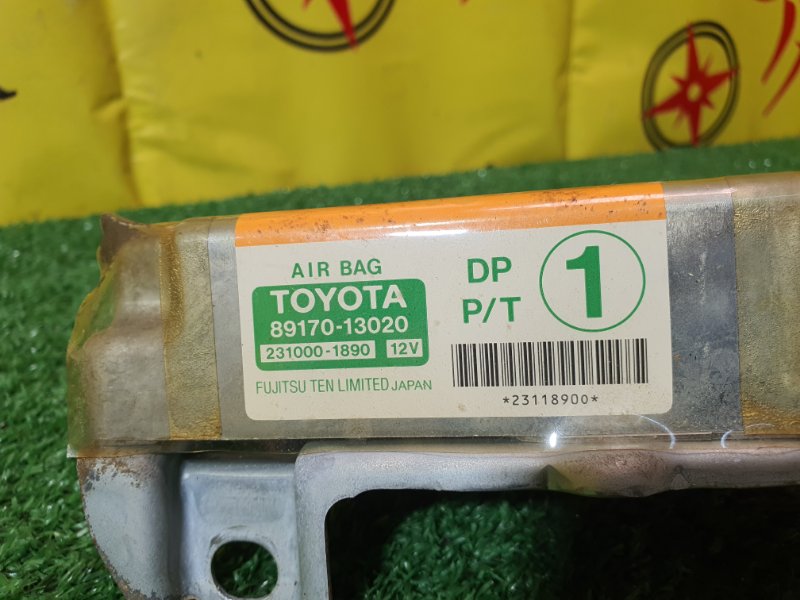 AIR BAG
TOYOTA
89170-13020
231000-1890 12V
FUJITSU TEN LIMITED JAPAN
DP
P/T
1
*23118900*